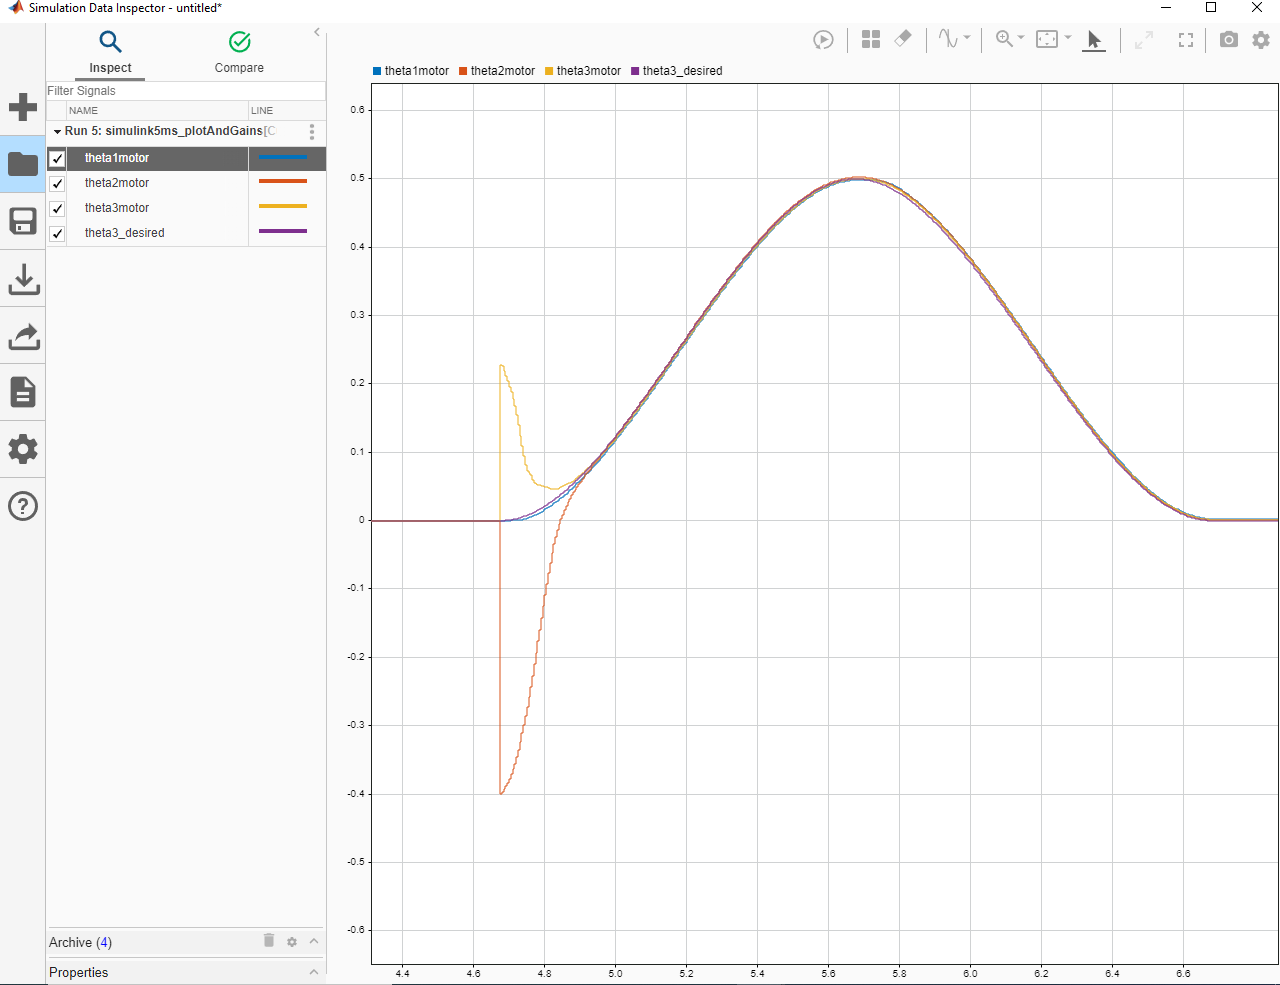 Simulation Data Inspector - untitled*
Inspect
Compare
Filter Signals
NAME LINE
Run 5: simulink5ms_plotAndGains[C
theta1motor
theta2motor
theta3motor
theta3_desired
Archive (4)
Properties
theta1motor theta2motor theta3motor theta3_desired
0.6
0.5
0.4
0.3
0.2
0.1
0
-0.1
-0.2
-0.3
-0.4
-0.5
-0.6
4.4 4.6 4.8 5.0 5.2 5.4 5.6 5.8 6.0 6.2 6.4 6.6